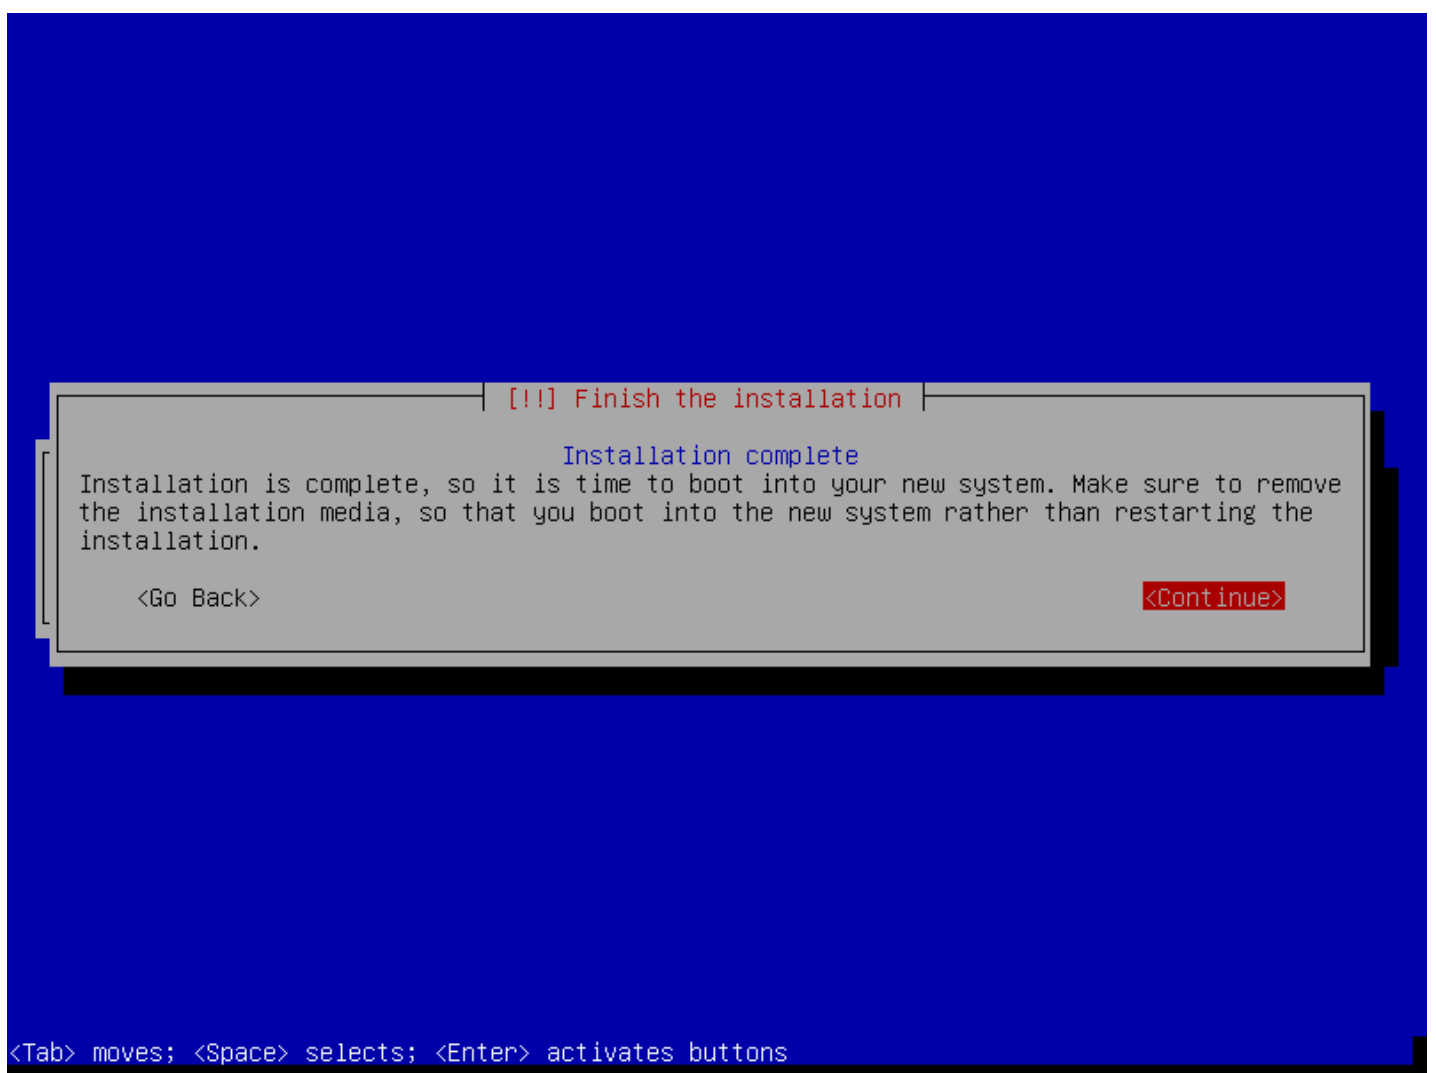 [!!] Finish the installation
Installation complete
Installation is complete, so it is time to boot into your new system. Make sure to remove
the installation media, so that you boot into the new system rather than restarting the
installation.
<Go Back> <Continue>
<Tab> moves; <Space> selects; <Enter> activates buttons